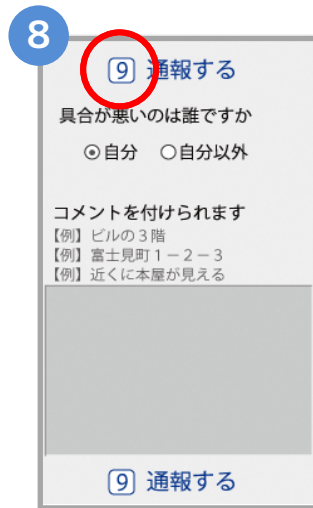 8
9 通報する
具合が悪いのは誰ですか
◉自分 ○自分以外
コメントを付けられます
【例】ビルの3階
【例】富士見町1－2－3
【例】近くに本屋が見える
9 通報する